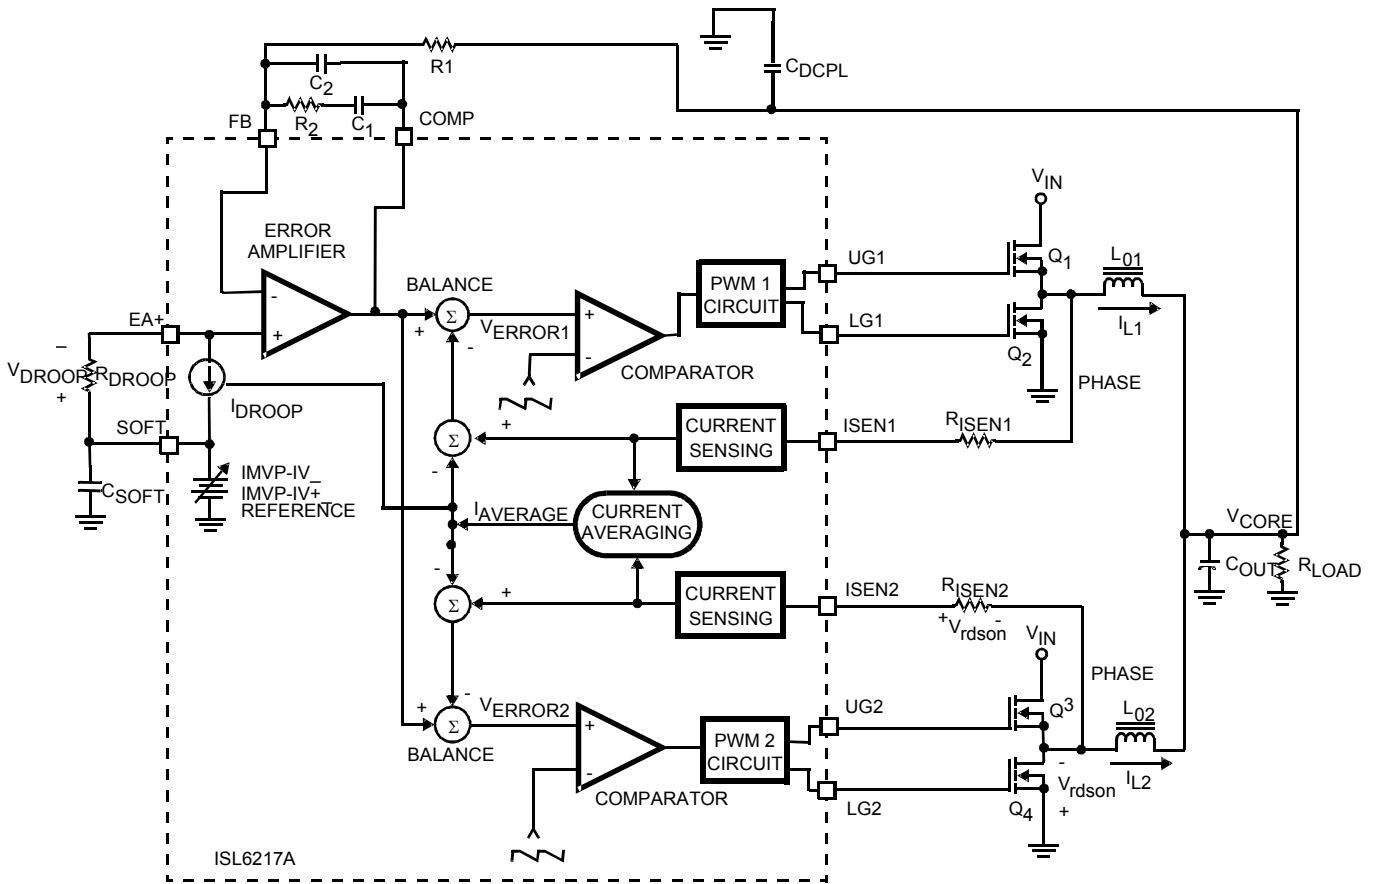 CDCPL
R1
C2
R2
C1
FB
COMP
VIN
ERROR
AMPLIFIER
UG1
Q1
L01
BALANCE
PWM 1
CIRCUIT
-
+
Σ
+
-
VERROR1
+
-
EA+
LG1
IL1
Q2
–
VDROOP
+
RDROOP
COMPARATOR
PHASE
IDROOP
SOFT
+
Σ
-
CURRENT
SENSING
ISEN1
RISEN1
CSOFT
IMVP-IV_
IMVP-IV+_
REFERENCE
IAVERAGE
CURRENT
AVERAGING
VCORE
COUT
RLOAD
-
Σ
+
CURRENT
SENSING
ISEN2
RISEN2
+
Vrdson
-
VIN
PHASE
-
+
Σ
VERROR2
BALANCE
+
-
UG2
Q3
L02
PWM 2
CIRCUIT
-
Vrdson
+
IL2
COMPARATOR
LG2
Q4
ISL6217A